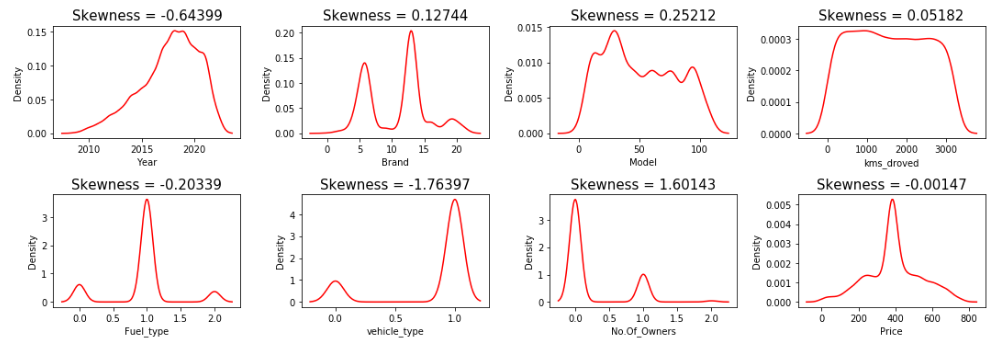 Skewness = -0.64399
0.15
0.10
0.05
0.00
Density
2010 2015 2020
Year
Skewness = 0.12744
0.20
0.15
0.10
0.05
0.00
Density
0 5 10 15 20
Brand
Skewness = 0.25212
0.015
0.010
0.005
0.000
Density
0 50 100
Model
Skewness = 0.05182
0.0003
0.0002
0.0001
0.0000
Density
0 1000 2000 3000
kms_droved
Skewness = -0.20339
3
2
1
0
Density
0.0 0.5 1.0 1.5 2.0
Fuel_type
Skewness = -1.76397
4
3
2
1
0
Density
0.0 0.5 1.0
vehicle_type
Skewness = 1.60143
3
2
1
0
Density
0.0 0.5 1.0 1.5 2.0
No.Of_Owners
Skewness = -0.00147
0.005
0.004
0.003
0.002
0.001
0.000
Density
0 200 400 600 800
Price